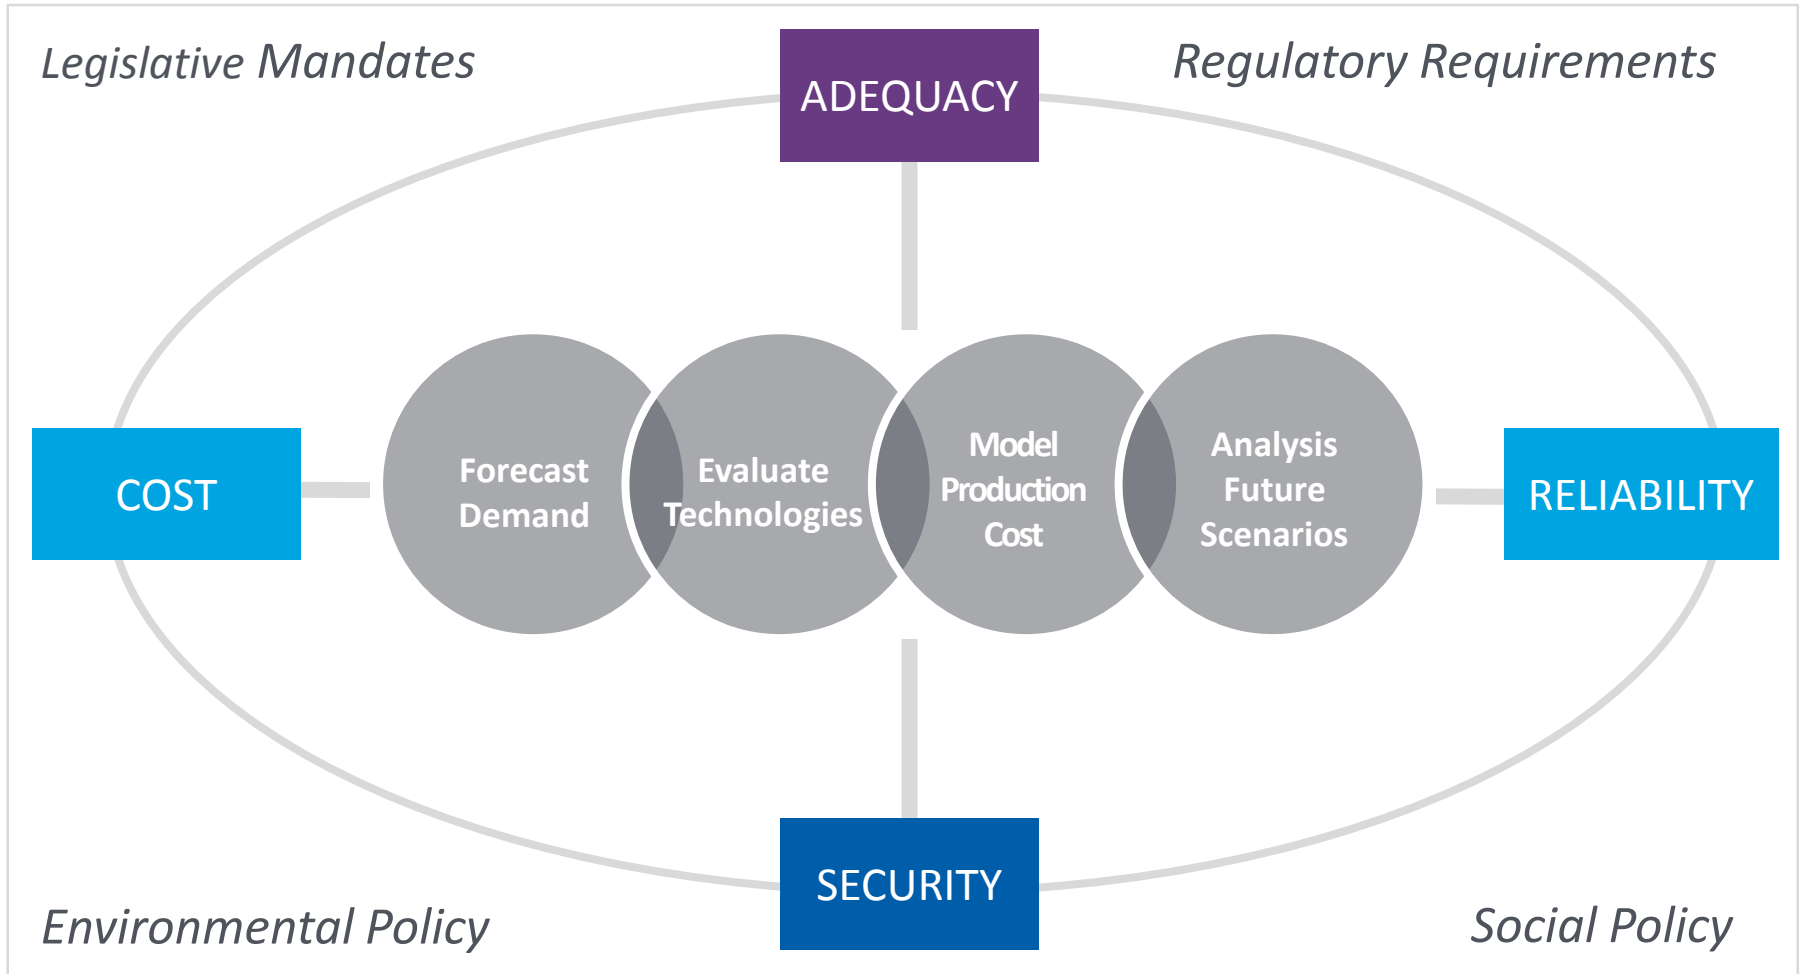 Legislative Mandates
Regulatory Requirements
ADEQUACY
COST
Forecast
Demand
Evaluate
Technologies
Model
Production
Cost
Analysis
Future
Scenarios
RELIABILITY
SECURITY
Environmental Policy
Social Policy